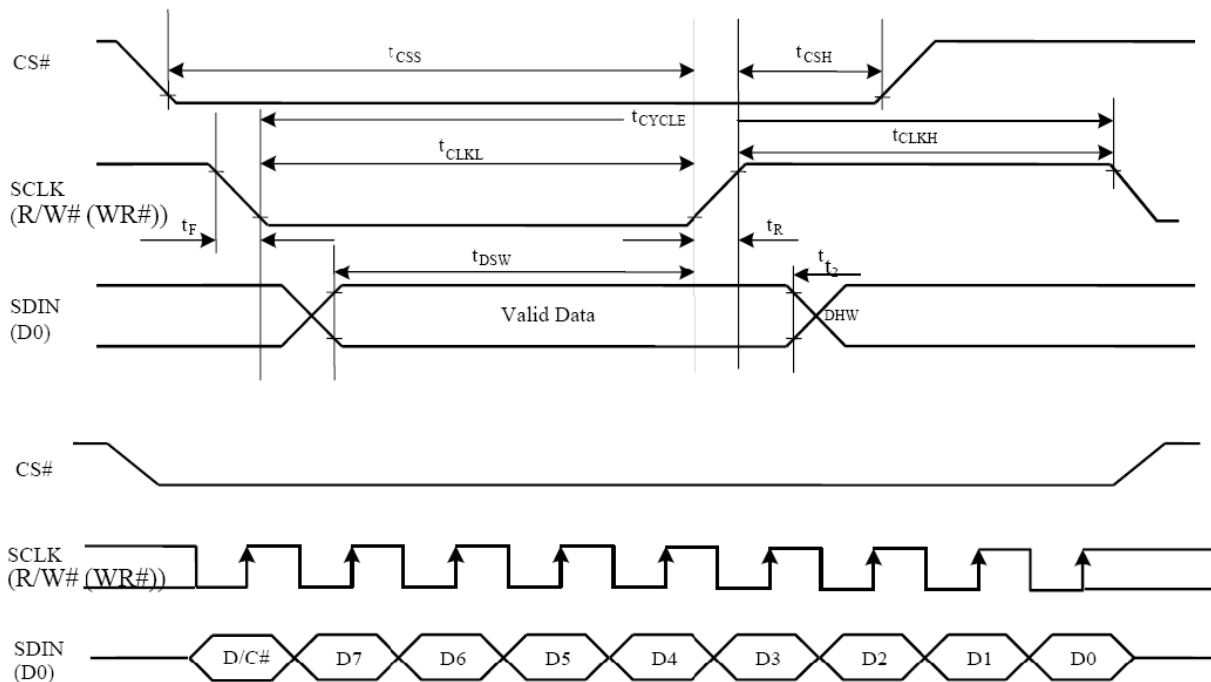 CS#
tCSS
tCSH
tCYCLE
tCLKL
tCLKH
SCLK
(R/W# (WR#))
tF
tR
tDSW
t
t2
SDIN
(D0)
Valid Data
DHW
CS#
SCLK
(R/W# (WR#))
SDIN
(D0)
D/C# D7 D6 D5 D4 D3 D2 D1 D0